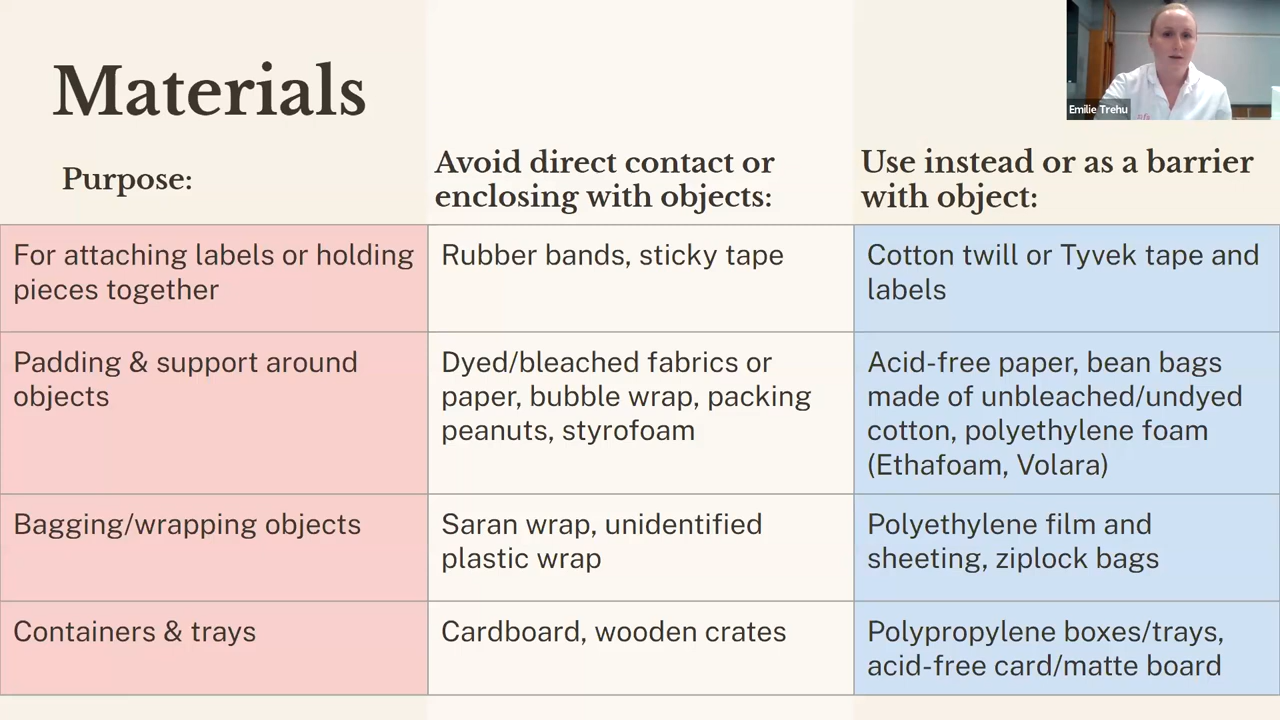 Materials
Emilie Trehu
Purpose:
Avoid direct contact or
enclosing with objects:
Use instead or as a barrier
with object:
For attaching labels or holding
pieces together
Rubber bands, sticky tape
Cotton twill or Tyvek tape and
labels
Padding & support around
objects
Dyed/bleached fabrics or
paper, bubble wrap, packing
peanuts, styrofoam
Acid-free paper, bean bags
made of unbleached/undyed
cotton, polyethylene foam
(Ethafoam, Volara)
Bagging/wrapping objects
Saran wrap, unidentified
plastic wrap
Polyethylene film and
sheeting, ziplock bags
Containers & trays
Cardboard, wooden crates
Polypropylene boxes/trays,
acid-free card/matte board